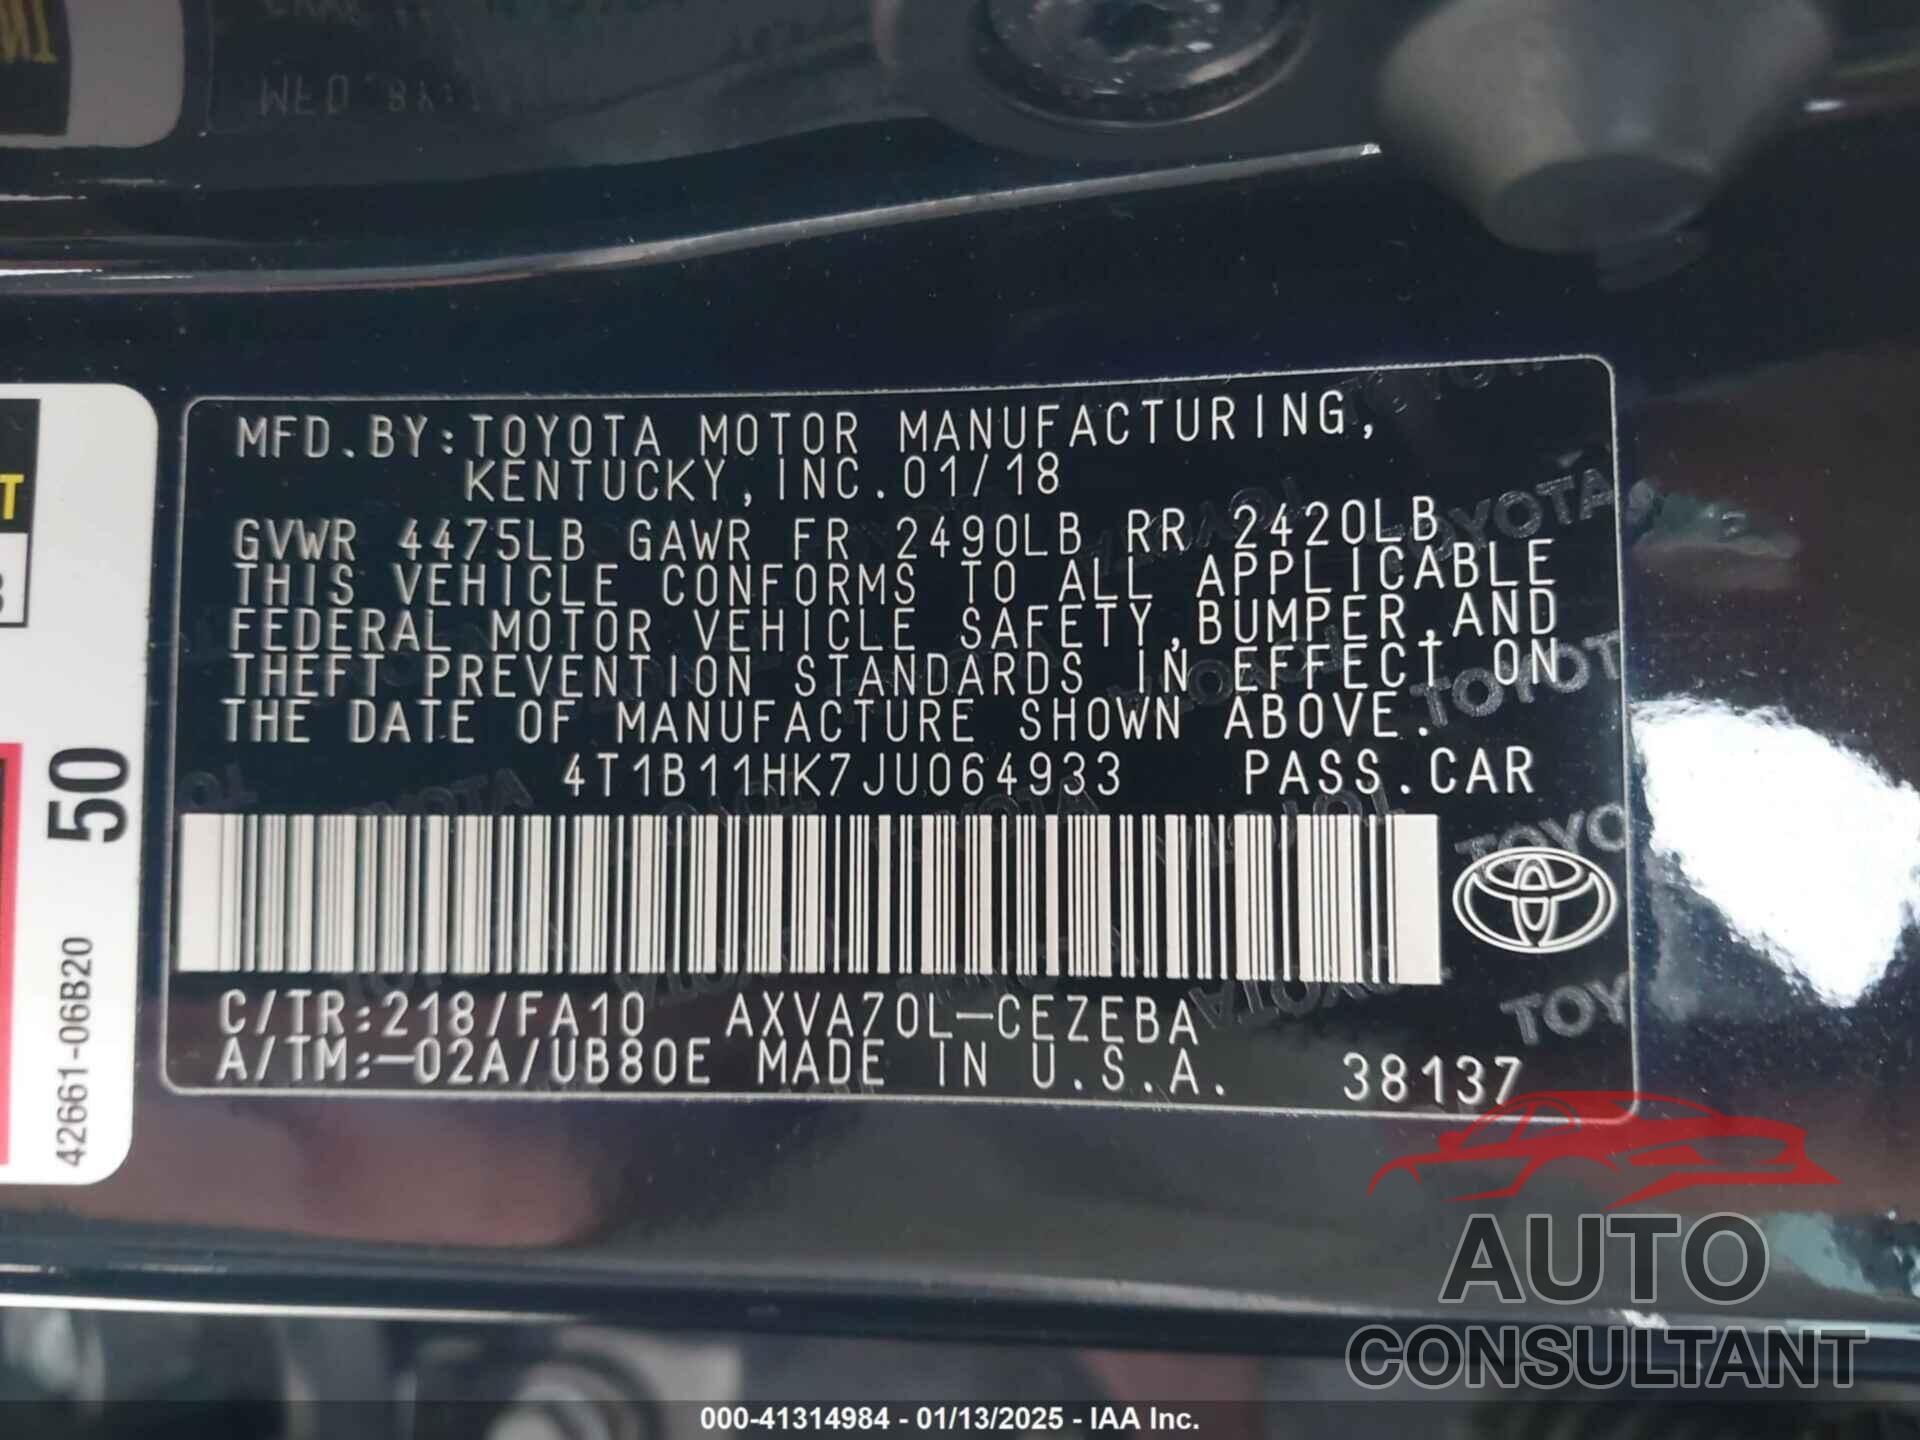 MFD.BY:TOYOTA MOTOR MANUFACTURING,
KENTUCKY,INC.01/18
GVWR 4475LB GAWR FR 2490LB RR 2420LB
THIS VEHICLE CONFORMS TO ALL APPLICABLE
FEDERAL MOTOR VEHICLE SAFETY,BUMPER,AND
THEFT PREVENTION STANDARDS IN EFFECT ON
THE DATE OF MANUFACTURE SHOWN ABOVE.
4T1B11HK7JU064933 PASS.CAR
C/TR:218/FA10 AXVA70L-CEZEBA
A/TM:-02A/UB80E MADE IN U.S.A. 38137
50
42661-06B20
AUTO
CONSULTANT
000-41314984 - 01/13/2025 - IAA Inc.